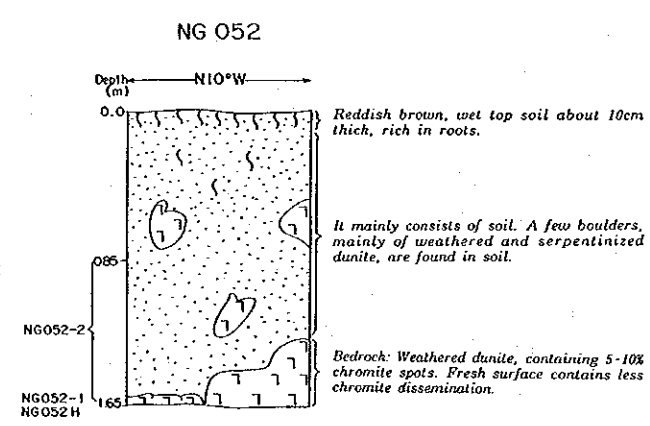 NG 052
Depth
(m)
N10°W
0.0
Reddish brown, wet top soil about 10cm
thick, rich in roots.
It mainly consists of soil. A few boulders,
mainly of weathered and serpentinized
dunite, are found in soil.
085
NG052-2
Bedrock: Weathered dunite, containing 5-10%
chromite spots. Fresh surface contains less
chromite dissemination.
NG052-1
NG052H
1.65